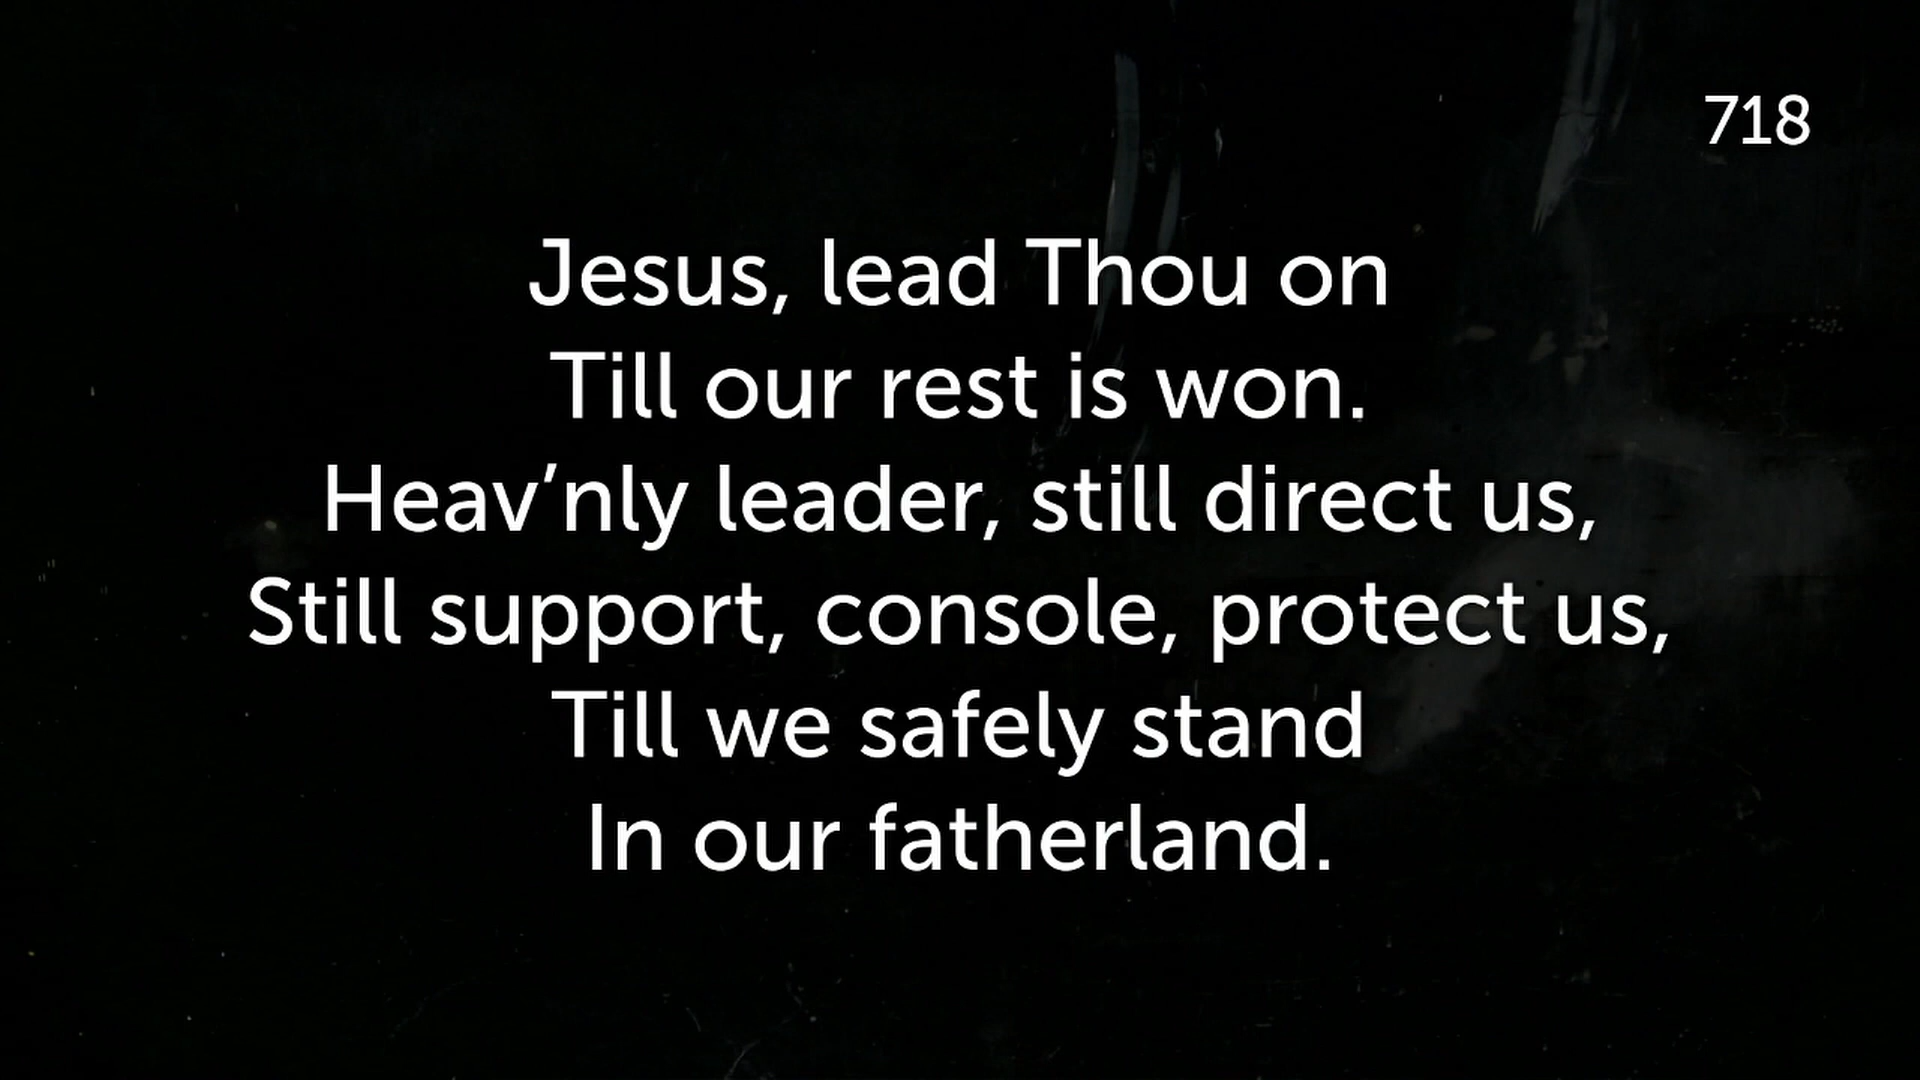 718
Jesus, lead Thou on
Till our rest is won.
Heav’nly leader, still direct us,
Still support, console, protect us,
Till we safely stand
In our fatherland.